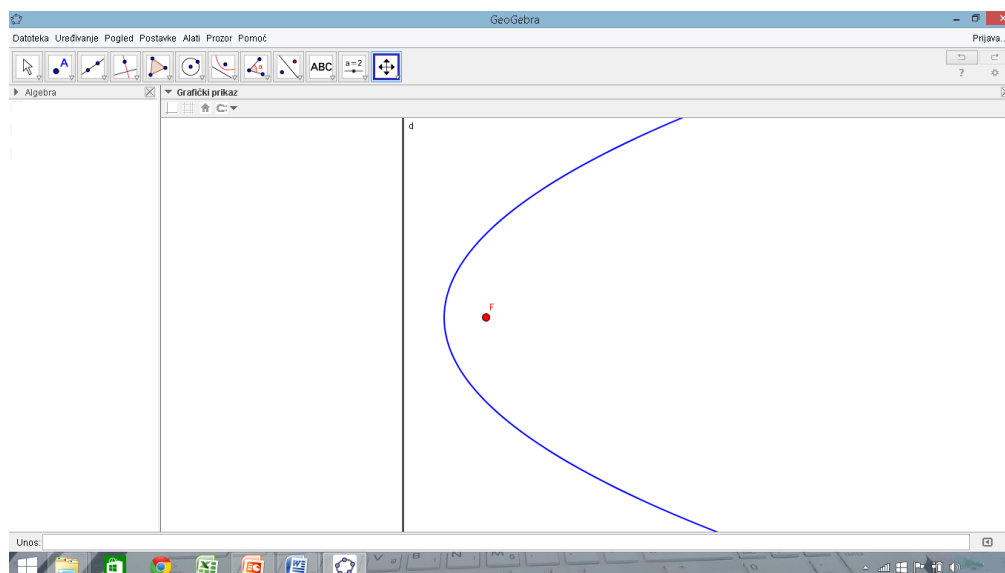 GeoGebra
Datoteka Uređivanje Pogled Postavke Alati Prozor Pomoć
Prijava...
ABC
a=2
A
?
Algebra
Grafički prikaz
d
F
Unos: